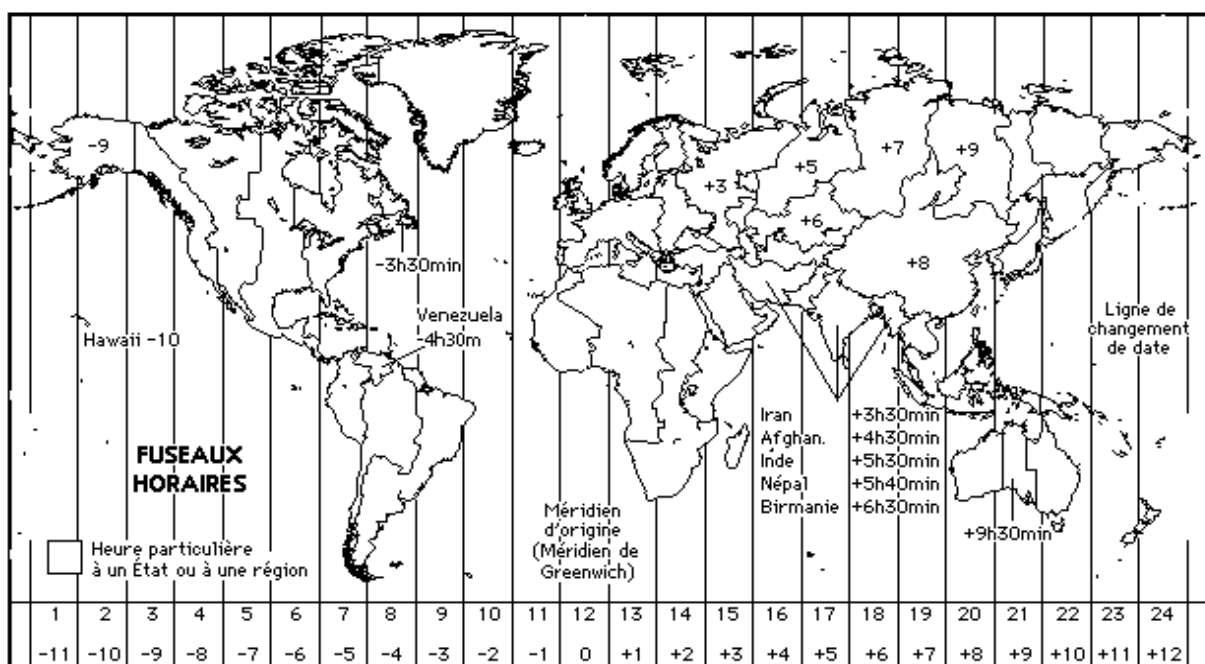 -9
+7
+9
+5
+3
+6
-3h30min
+8
Venezuela
-4h30m
Hawaii -10
Ligne de
changement
de date
Iran +3h30min
Afghan. +4h30min
Inde +5h30min
Népal +5h40min
Birmanie +6h30min
FUSEAUX
HORAIRES
Méridien
d'origine
(Méridien de
Greenwich)
+9h30min
Heure particulière
à un État ou à une région
1 2 3 4 5 6 7 8 9 10 11 12 13 14 15 16 17 18 19 20 21 22 23 24
-11 -10 -9 -8 -7 -6 -5 -4 -3 -2 -1 0 +1 +2 +3 +4 +5 +6 +7 +8 +9 +10 +11 +12